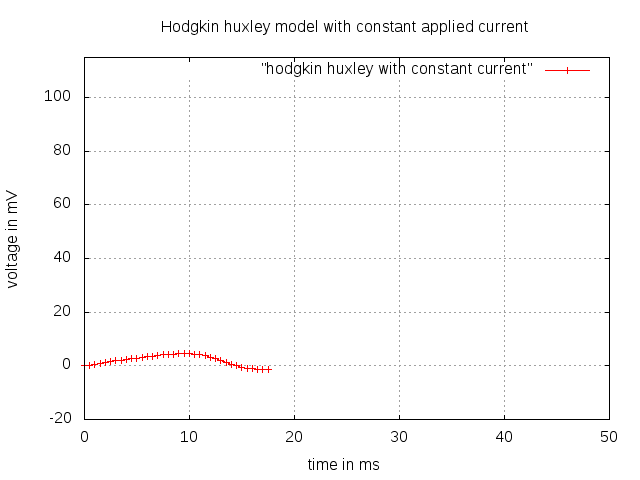 Hodgkin huxley model with constant applied current
"hodgkin huxley with constant current"
100
80
60
40
20
0
-20
voltage in mV
0 10 20 30 40 50
time in ms